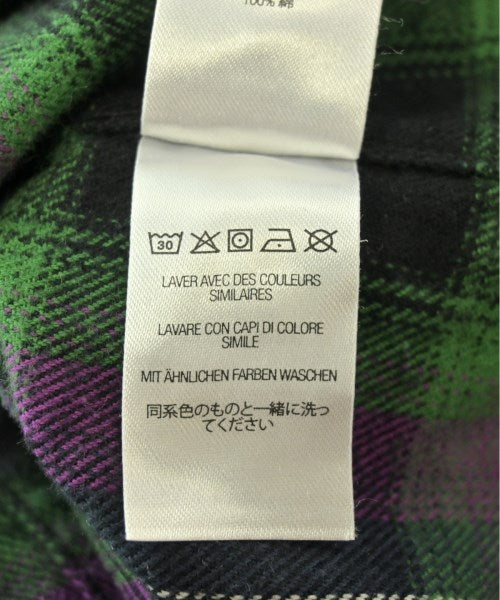 100% 綿
30
LAVER AVEC DES COULEURS
SIMILAIRES
LAVARE CON CAPI DI COLORE
SIMILE
MIT ÄHNLICHEN FARBEN WASCHEN
同系色のものと一緒に洗っ
てください